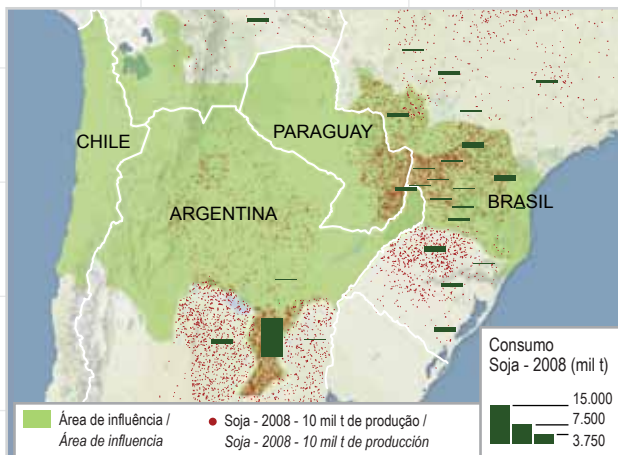 CHILE
PARAGUAY
ARGENTINA
BRASIL
Consumo
Soja - 2008 (mil t)
15.000
7.500
3.750
Área de influência /
Área de influencia
Soja - 2008 - 10 mil t de produção /
Soja - 2008 - 10 mil t de producción